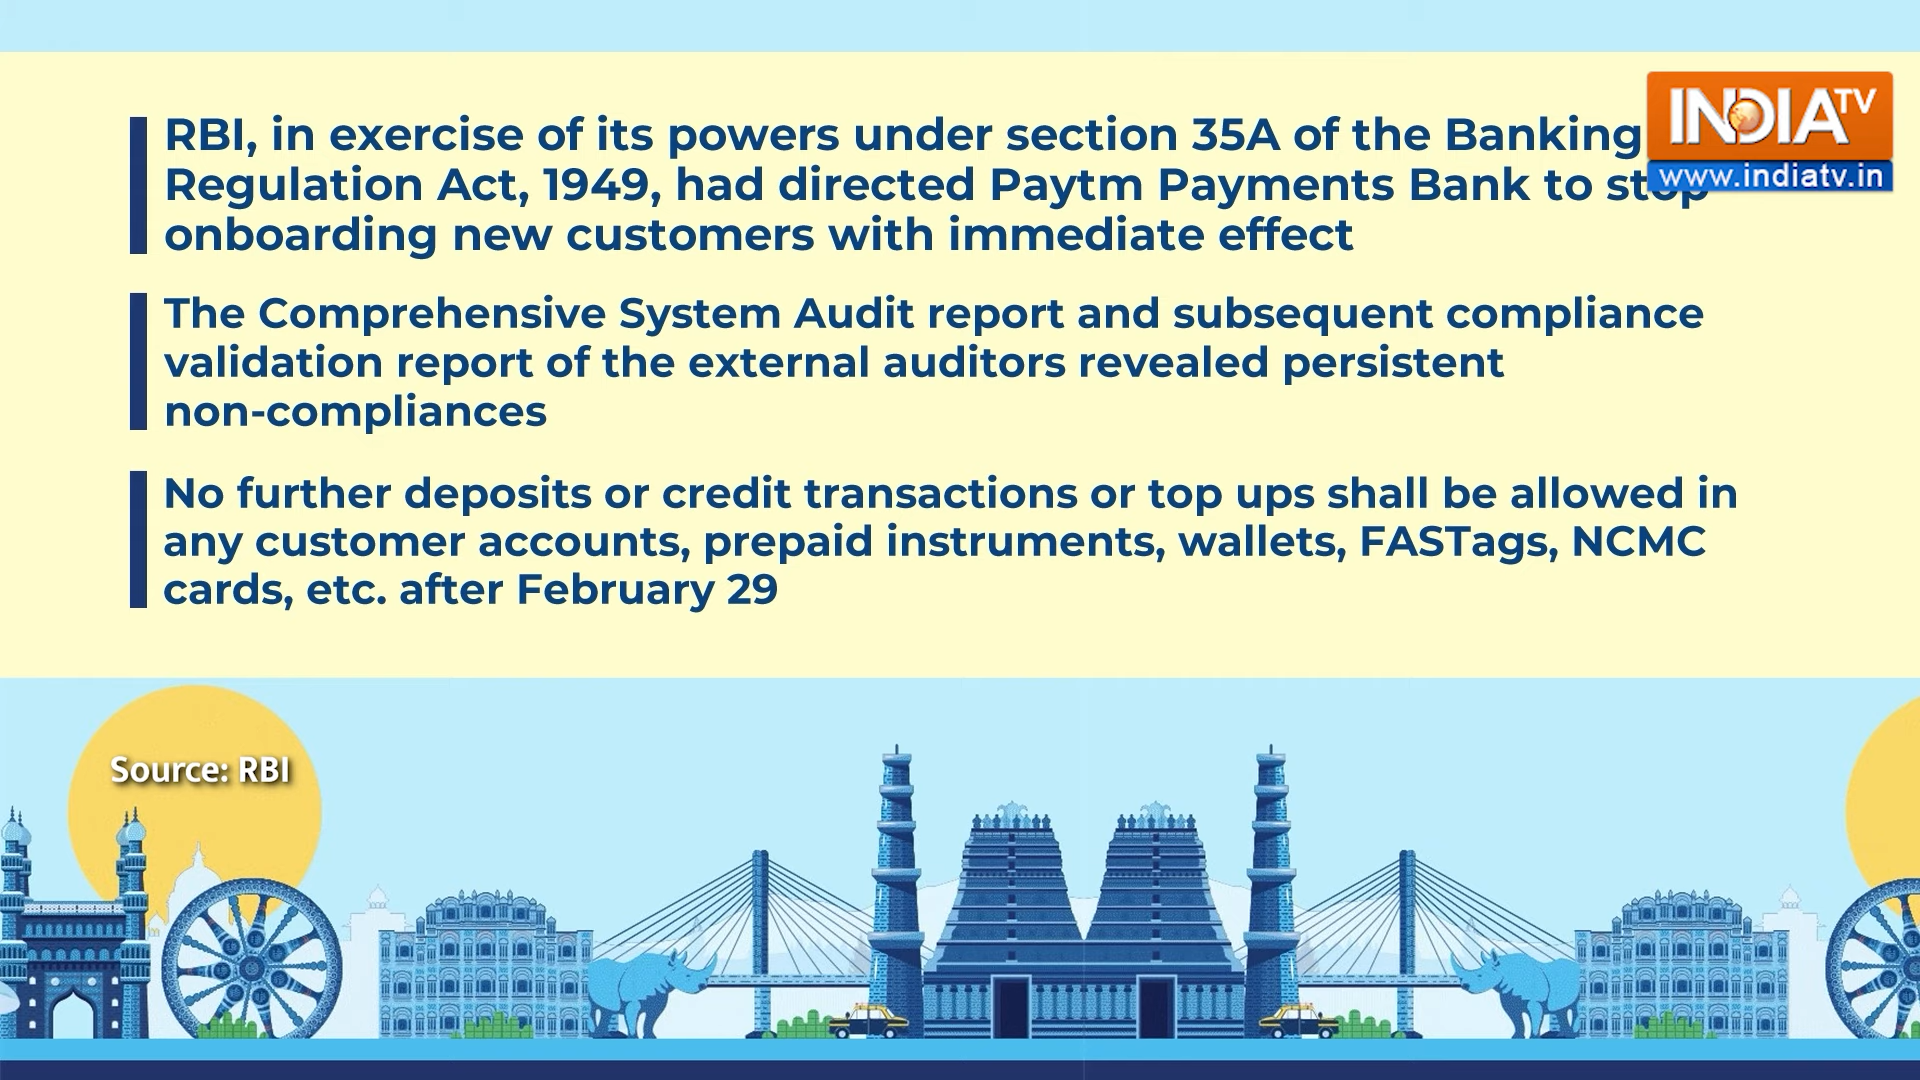 RBI, in exercise of its powers under section 35A of the Banking
Regulation Act, 1949, had directed Paytm Payments Bank to stop
onboarding new customers with immediate effect
The Comprehensive System Audit report and subsequent compliance
validation report of the external auditors revealed persistent
non-compliances
No further deposits or credit transactions or top ups shall be allowed in
any customer accounts, prepaid instruments, wallets, FASTags, NCMC
cards, etc. after February 29
INDIA TV
www.indiatv.in
Source: RBI